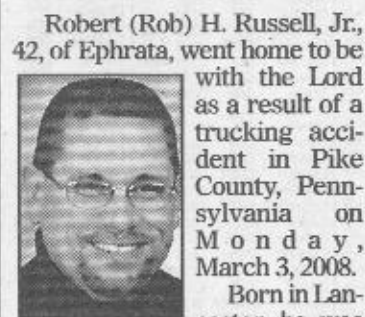 Robert (Rob) H. Russell, Jr.,
42, of Ephrata, went home to be
with the Lord
as a result of a
trucking acci-
dent in Pike
County, Penn-
sylvania on
Monday,
March 3, 2008.
Born in Lan-